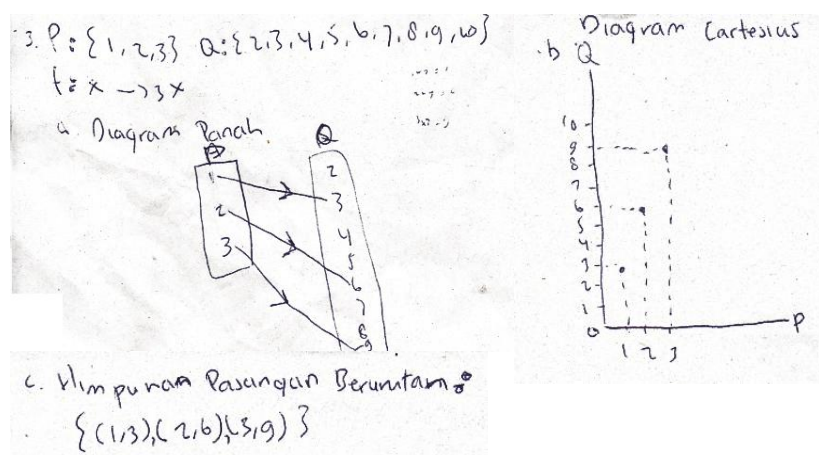 3. P: {1,2,3} Q: {2,3,4,5,6,7,8,9,10}
f: x -> 3x
a. Diagram Panah
P Q
1
2
3
2
3
4
5
6
7
8
9
Diagram Cartesius
b. Q
10
9
8
7
6
5
4
3
2
1
0
P
1 2 3
c. Himpunan Pasangan Berurutan:
{(1,3),(2,6),(3,9)}